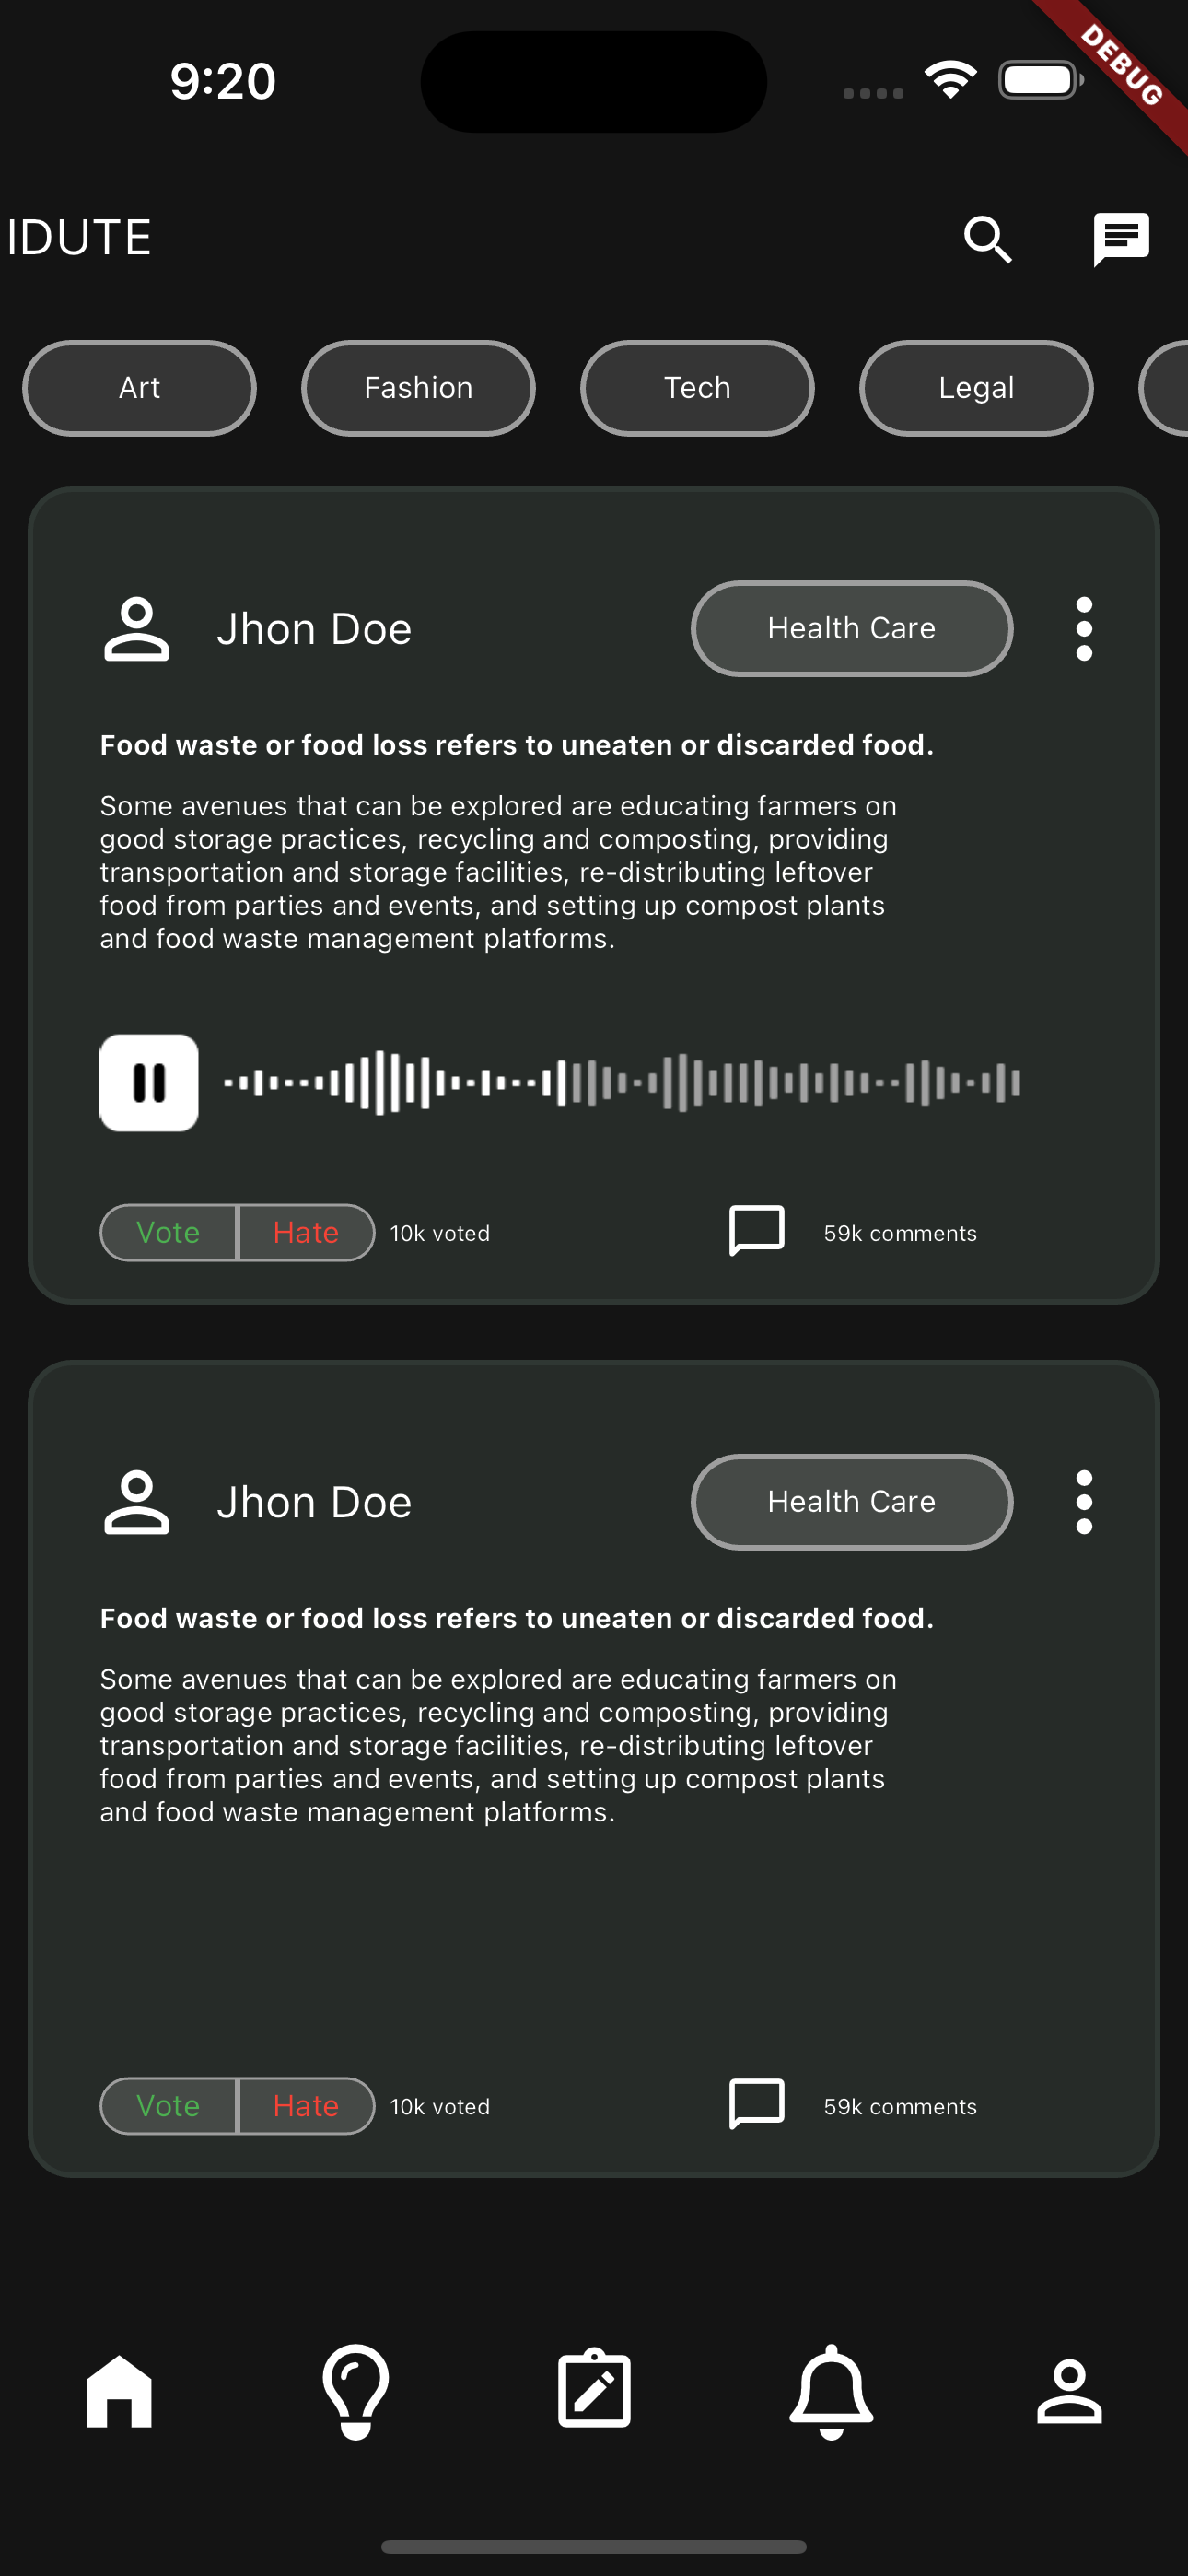 9:20
DEBUG
IDUTE
Art
Fashion
Tech
Legal
Jhon Doe
Health Care
Food waste or food loss refers to uneaten or discarded food.
Some avenues that can be explored are educating farmers on
good storage practices, recycling and composting, providing
transportation and storage facilities, re-distributing leftover
food from parties and events, and setting up compost plants
and food waste management platforms.
Vote
Hate
10k voted
59k comments
Jhon Doe
Health Care
Food waste or food loss refers to uneaten or discarded food.
Some avenues that can be explored are educating farmers on
good storage practices, recycling and composting, providing
transportation and storage facilities, re-distributing leftover
food from parties and events, and setting up compost plants
and food waste management platforms.
Vote
Hate
10k voted
59k comments